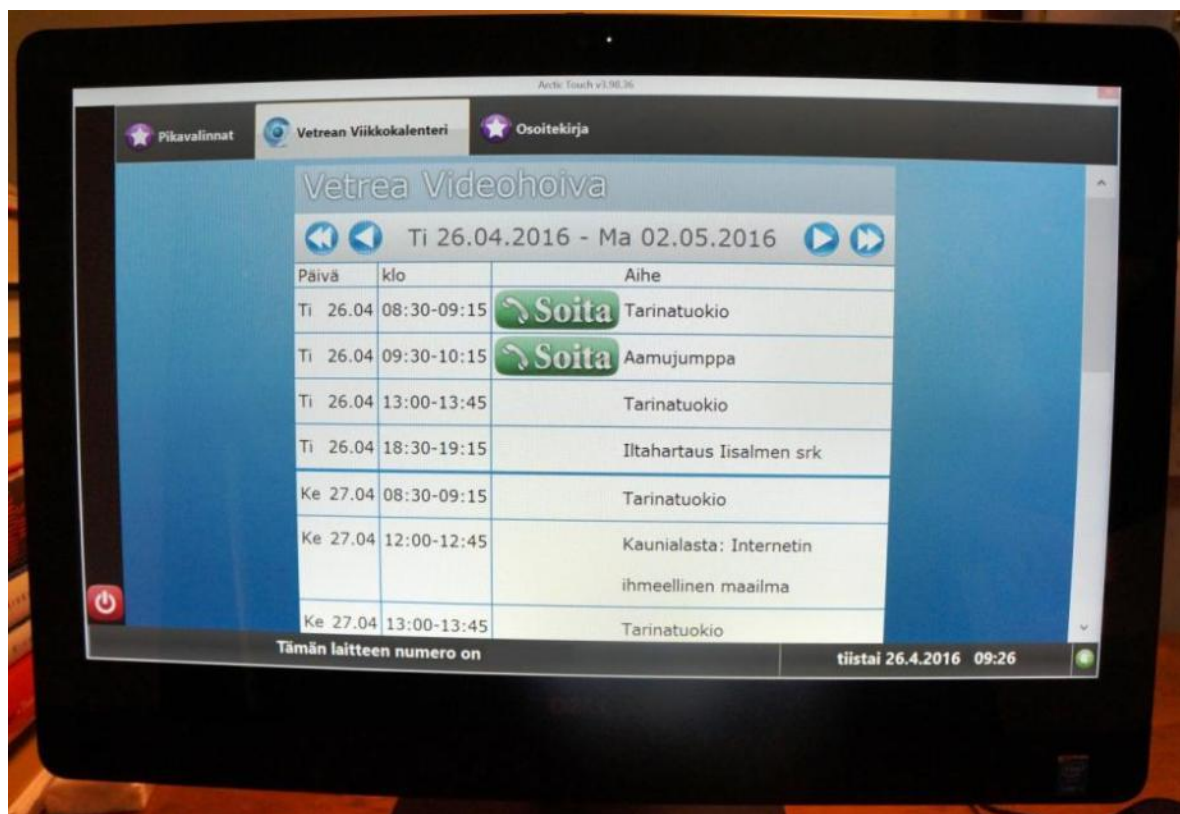 Arctic Touch v3.98.36
Pikavalinnat Vetrean Viikkokalenteri Osoitekirja
Vetrea Videohoiva
Ti 26.04.2016 - Ma 02.05.2016
Päivä klo Aihe
Ti 26.04 08:30-09:15 Soita Tarinatuokio
Ti 26.04 09:30-10:15 Soita Aamujumppa
Ti 26.04 13:00-13:45 Tarinatuokio
Ti 26.04 18:30-19:15 Iltahartaus Iisalmen srk
Ke 27.04 08:30-09:15 Tarinatuokio
Ke 27.04 12:00-12:45 Kaunialasta: Internetin
ihmeellinen maailma
Ke 27.04 13:00-13:45 Tarinatuokio
Tämän laitteen numero on tiistai 26.4.2016 09:26